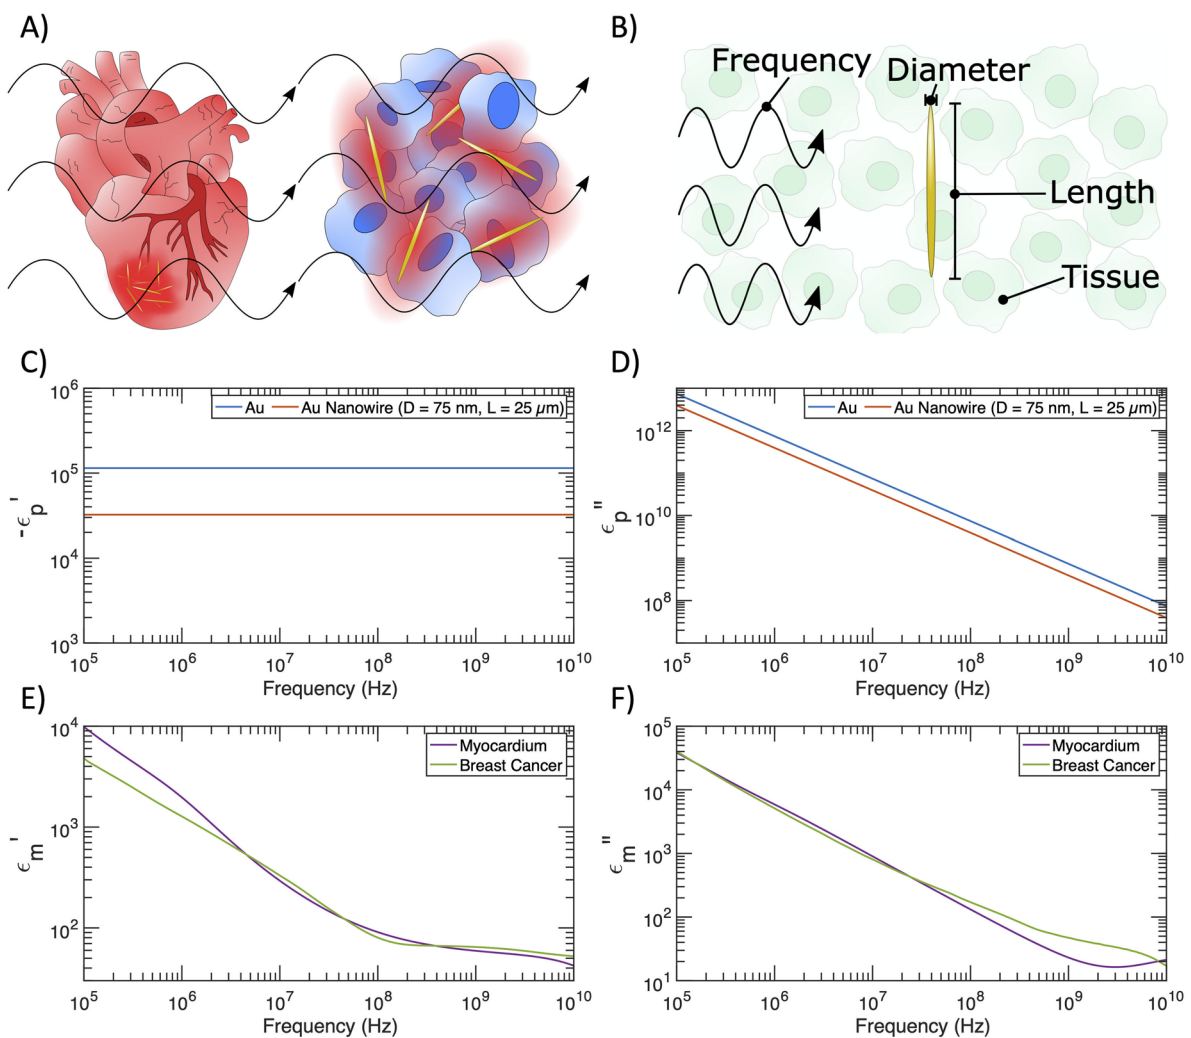 A)
B)
Frequency
Diameter
Length
Tissue
C)
D)
10^6
10^5
10^4
10^3
-ϵ_p'
Au
Au Nanowire (D = 75 nm, L = 25 μm)
10^5 10^6 10^7 10^8 10^9 10^10
Frequency (Hz)
10^12
10^10
10^8
ϵ_p''
Au
Au Nanowire (D = 75 nm, L = 25 μm)
10^5 10^6 10^7 10^8 10^9 10^10
Frequency (Hz)
E)
F)
10^4
10^3
10^2
ϵ_m'
Myocardium
Breast Cancer
10^5 10^6 10^7 10^8 10^9 10^10
Frequency (Hz)
10^5
10^4
10^3
10^2
10^1
ϵ_m''
Myocardium
Breast Cancer
10^5 10^6 10^7 10^8 10^9 10^10
Frequency (Hz)